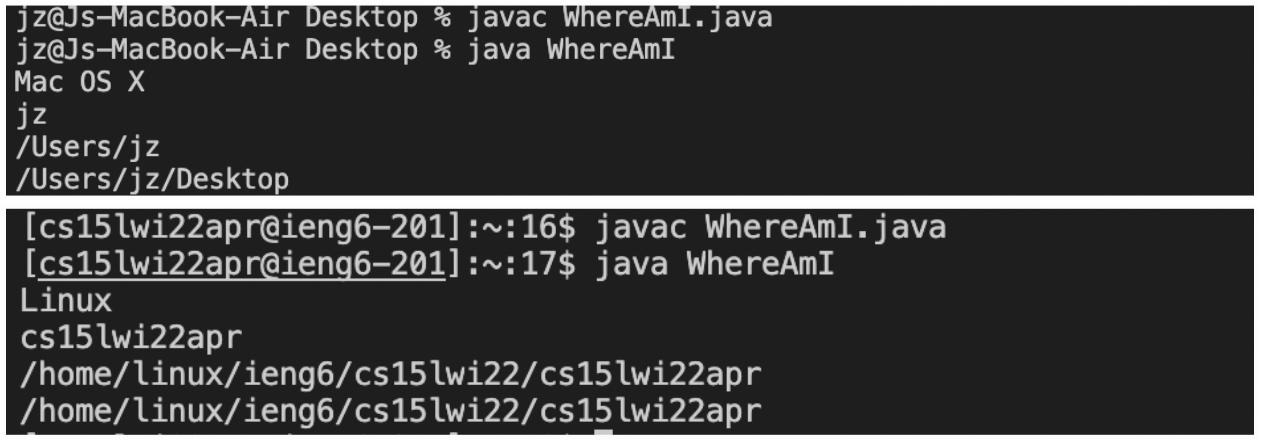 jz@Js-MacBook-Air Desktop % javac WhereAmI.java
jz@Js-MacBook-Air Desktop % java WhereAmI
Mac OS X
jz
/Users/jz
/Users/jz/Desktop
[cs15lwi22apr@ieng6-201]:~:16$ javac WhereAmI.java
[cs15lwi22apr@ieng6-201]:~:17$ java WhereAmI
Linux
cs15lwi22apr
/home/linux/ieng6/cs15lwi22/cs15lwi22apr
/home/linux/ieng6/cs15lwi22/cs15lwi22apr